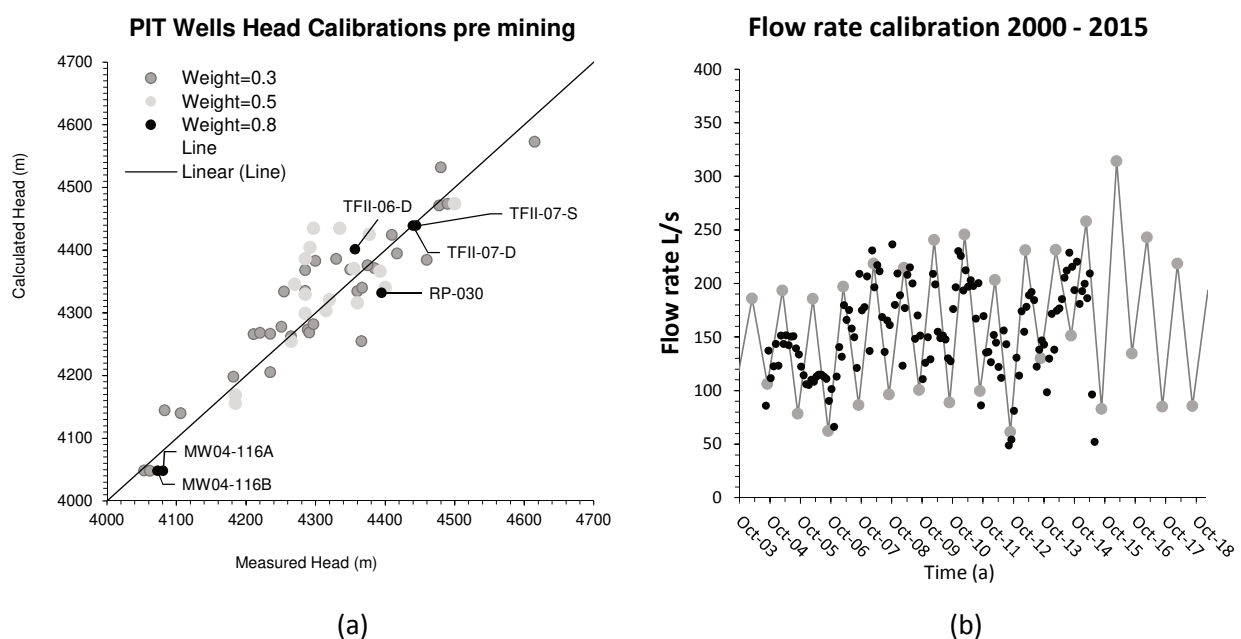 PIT Wells Head Calibrations pre mining
4700
4600
4500
4400
4300
4200
4100
4000
Calculated Head (m)
Weight=0.3
Weight=0.5
Weight=0.8
Line
Linear (Line)
TFII-06-D
TFII-07-S
TFII-07-D
RP-030
MW04-116A
MW04-116B
4000 4100 4200 4300 4400 4500 4600 4700
Measured Head (m)
(a)
Flow rate calibration 2000 - 2015
400
350
300
250
200
150
100
50
0
Flow rate L/s
Oct-03
Oct-04
Oct-05
Oct-06
Oct-07
Oct-08
Oct-09
Oct-10
Oct-11
Oct-12
Oct-13
Oct-14
Oct-15
Oct-16
Oct-17
Oct-18
Time (a)
(b)